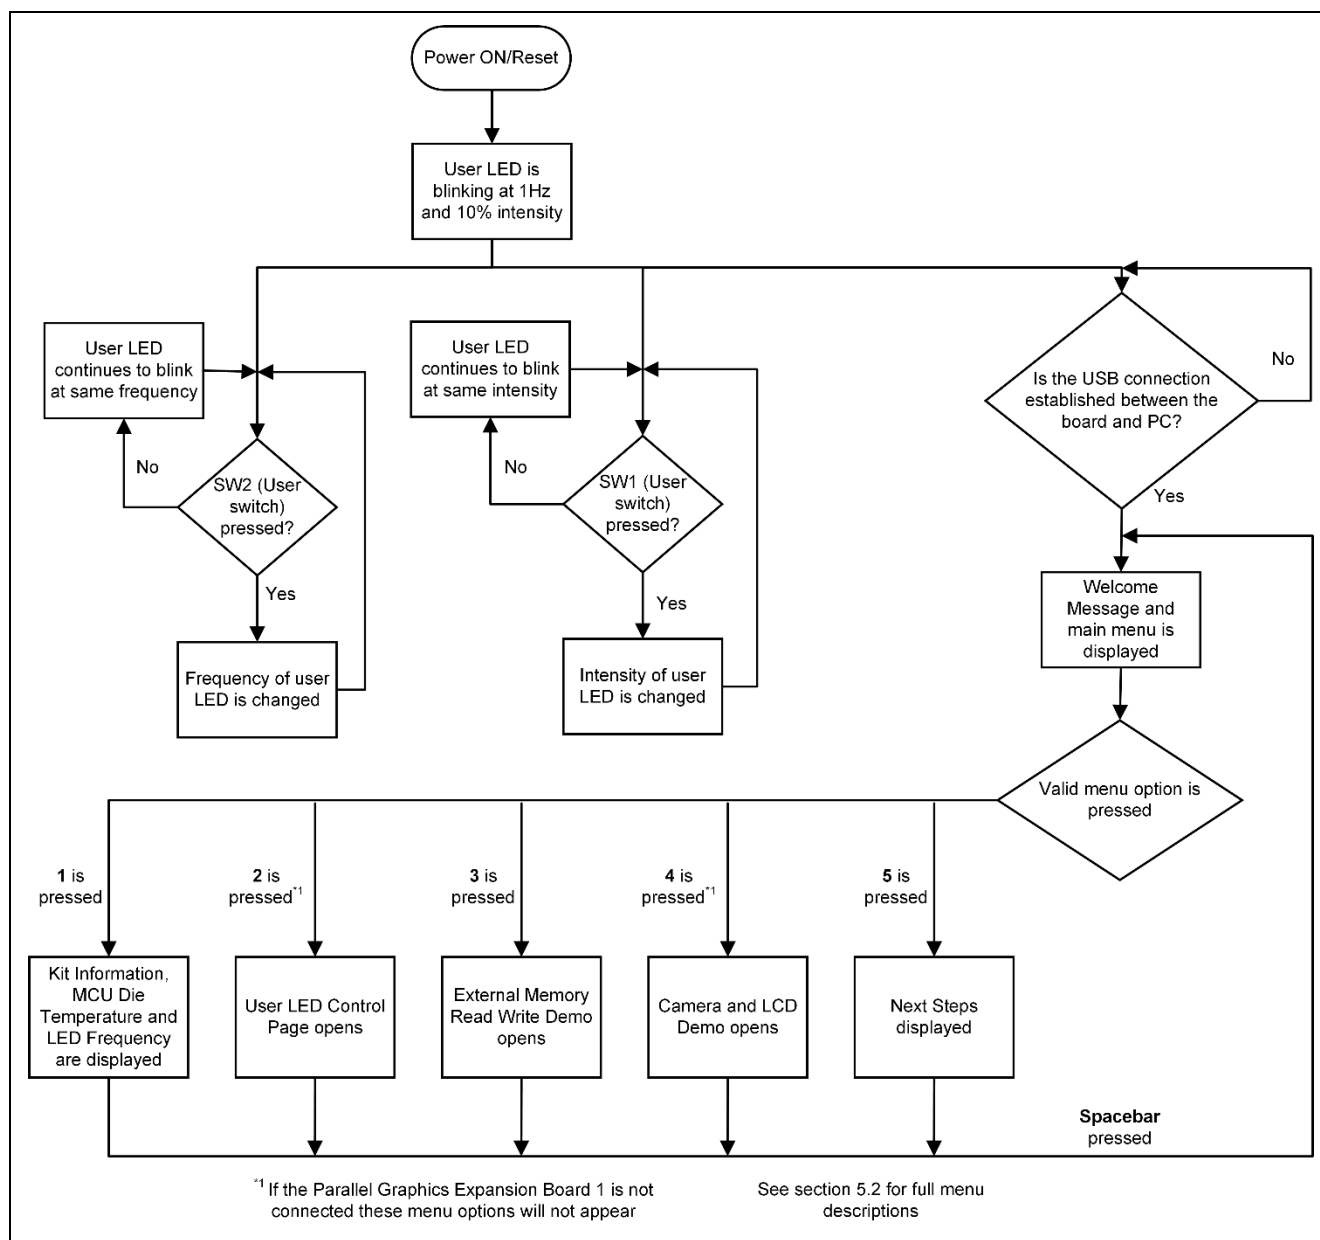 Power ON/Reset
User LED is
blinking at 1Hz
and 10% intensity
User LED
continues to blink
at same frequency
No
SW2 (User
switch)
pressed?
Yes
Frequency of user
LED is changed
User LED
continues to blink
at same intensity
No
SW1 (User
switch)
pressed?
Yes
Intensity of user
LED is changed
Is the USB connection
established between the
board and PC?
No
Yes
Welcome
Message and
main menu is
displayed
Valid menu option is
pressed
1 is
pressed
2 is
pressed*1
3 is
pressed
4 is
pressed*1
5 is
pressed
Kit Information,
MCU Die
Temperature and
LED Frequency
are displayed
User LED Control
Page opens
External Memory
Read Write Demo
opens
Camera and LCD
Demo opens
Next Steps
displayed
Spacebar
pressed
*1 If the Parallel Graphics Expansion Board 1 is not
connected these menu options will not appear
See section 5.2 for full menu
descriptions